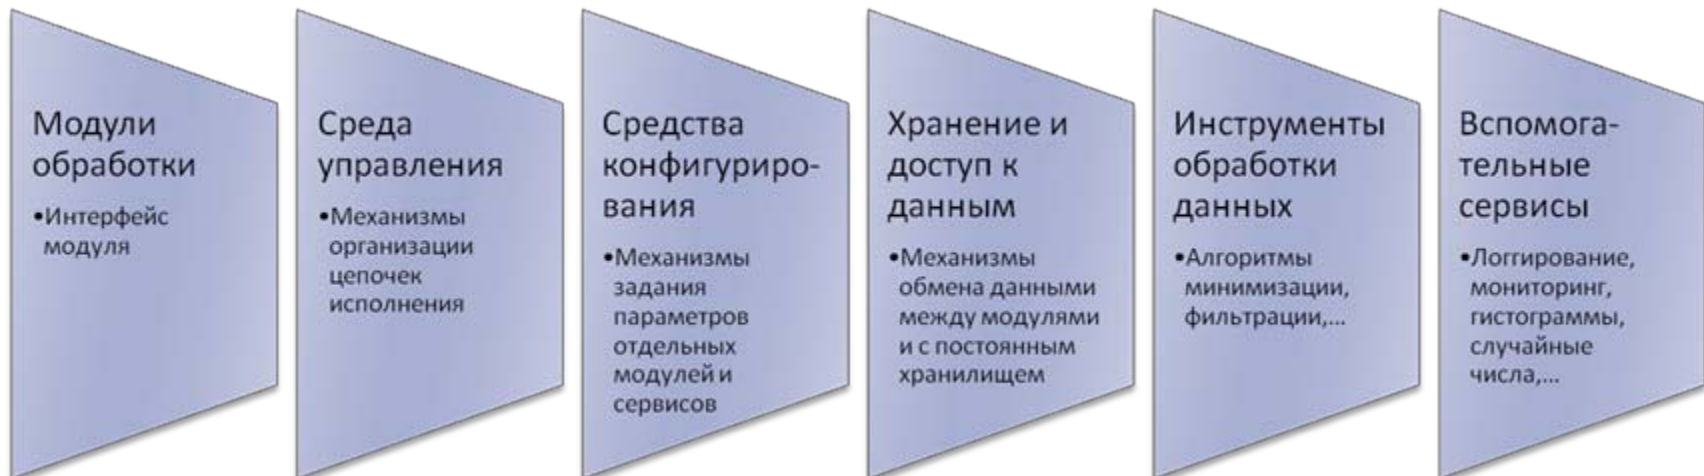 Модули
обработки
•Интерфейс
модуля
Среда
управления
•Механизмы
организации
цепочек
исполнения
Средства
конфигуриро-
вания
•Механизмы
задания
параметров
отдельных
модулей и
сервисов
Хранение и
доступ к
данным
•Механизмы
обмена данными
между модулями
и с постоянным
хранилищем
Инструменты
обработки
данных
•Алгоритмы
минимизации,
фильтрации,...
Вспомога-
тельные
сервисы
•Логгирование,
мониторинг,
гистограммы,
случайные
числа,...